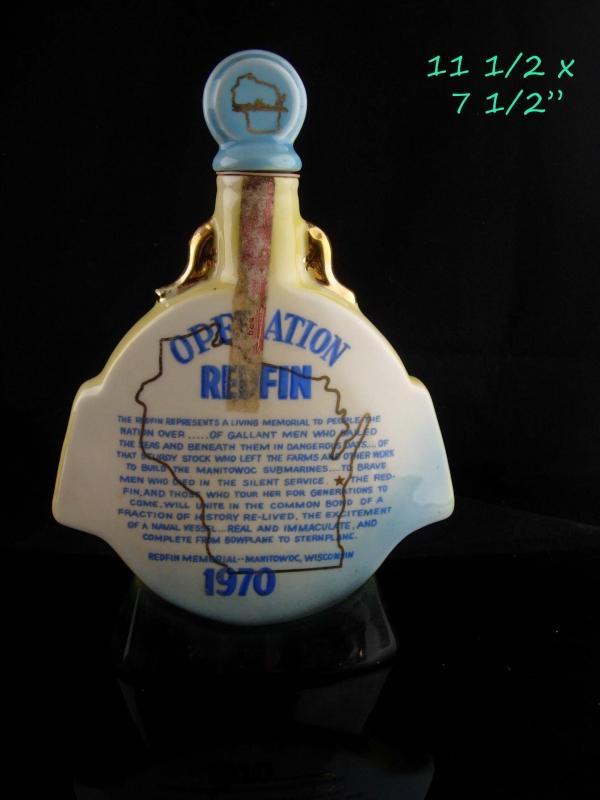 11 1/2 x
7 1/2”
OPERATION
REDFIN
THE REDFIN REPRESENTS A LIVING MEMORIAL TO PEOPLE THE
NATION OVER .....OF GALLANT MEN WHO SAILED
THE SEAS AND BENEATH THEM IN DANGEROUS DAYS....OF
THAT STURDY STOCK WHO LEFT THE FARMS AND OTHER WORK
TO BUILD THE MANITOWOC SUBMARINES....TO BRAVE
MEN WHO DIED IN THE SILENT SERVICE. THE RED-
FIN, AND THOSE WHO TOUR HER FOR GENERATIONS TO
COME, WILL UNITE IN THE COMMON BOND OF A
FRACTION OF HISTORY RE-LIVED. THE EXCITEMENT
OF A NAVAL VESSEL...REAL AND IMMACULATE, AND
COMPLETE FROM BOWPLANE TO STERNPLANE.
REDFIN MEMORIAL--MANITOWOC, WISCONSIN
1970